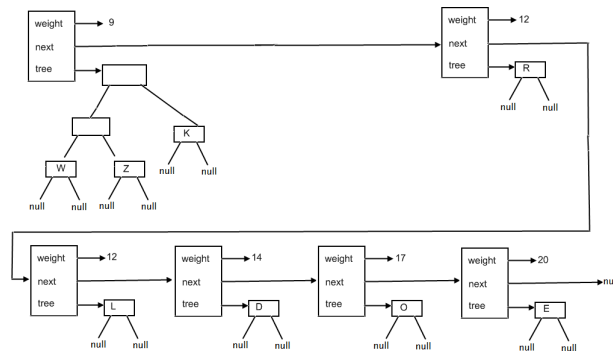 weight 9
next
tree
K
W Z
null null
null null null null
weight 12
next
tree R
null null
weight 12
next
tree L
null null
weight 14
next
tree D
null null
weight 17
next
tree O
null null
weight 20
next
tree E
null null